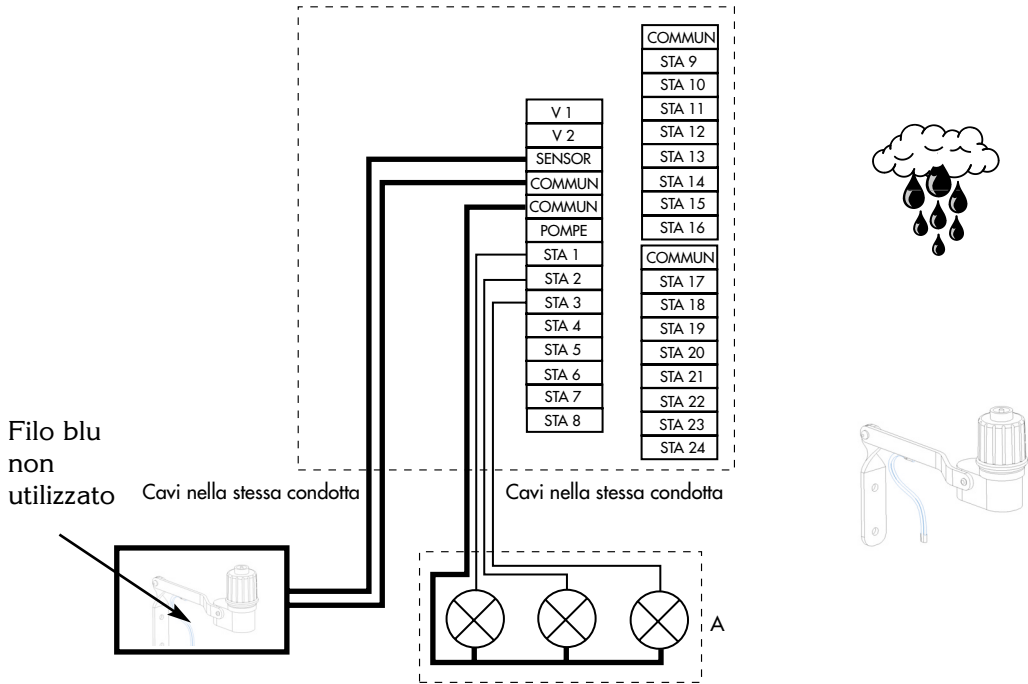 COMMUN
STA 9
STA 10
STA 11
STA 12
STA 13
STA 14
STA 15
STA 16
V 1
V 2
SENSOR
COMMUN
COMMUN
POMPE
STA 1
STA 2
STA 3
STA 4
STA 5
STA 6
STA 7
STA 8
COMMUN
STA 17
STA 18
STA 19
STA 20
STA 21
STA 22
STA 23
STA 24
Filo blu
non
utilizzato
Cavi nella stessa condotta
Cavi nella stessa condotta
A